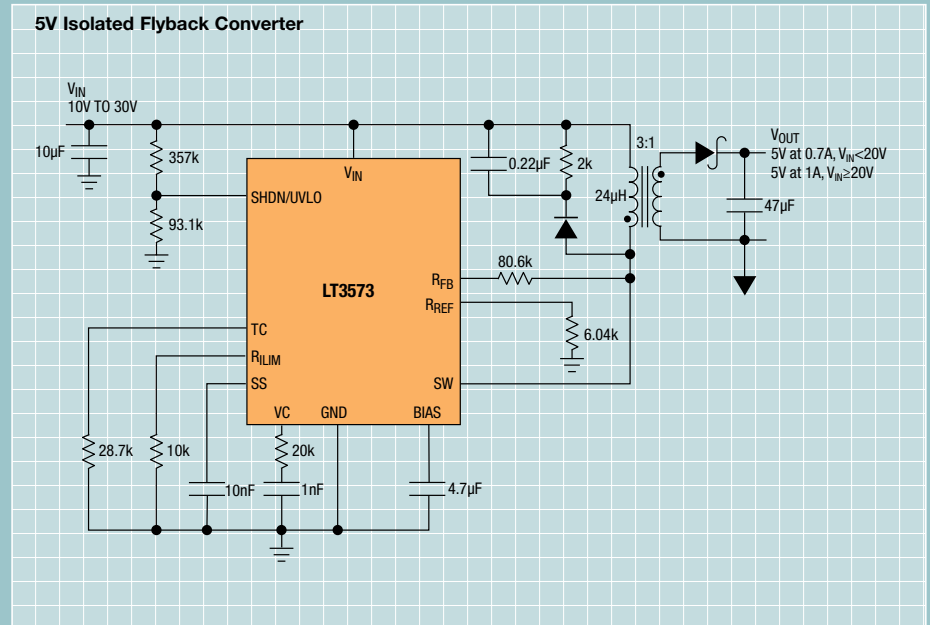 5V Isolated Flyback Converter
VIN
10V TO 30V
10µF
357k
93.1k
VIN
SHDN/UVLO
LT3573
RFB
RREF
TC
RILIM
SS
SW
VC
GND
BIAS
0.22µF
2k
3:1
24µH
VOUT
5V at 0.7A, VIN<20V
5V at 1A, VIN≥20V
47µF
80.6k
6.04k
28.7k
10k
10nF
20k
1nF
4.7µF